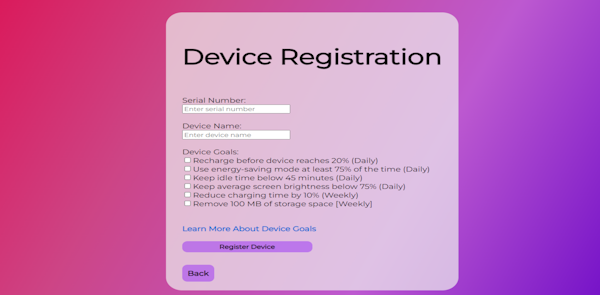 Device Registration
Serial Number:
Enter serial number
Device Name:
Enter device name
Device Goals:
Recharge before device reaches 20% (Daily)
Use energy-saving mode at least 75% of the time (Daily)
Keep idle time below 45 minutes (Daily)
Keep average screen brightness below 75% (Daily)
Reduce charging time by 10% (Weekly)
Remove 100 MB of storage space [Weekly]
Learn More About Device Goals
Register Device
Back